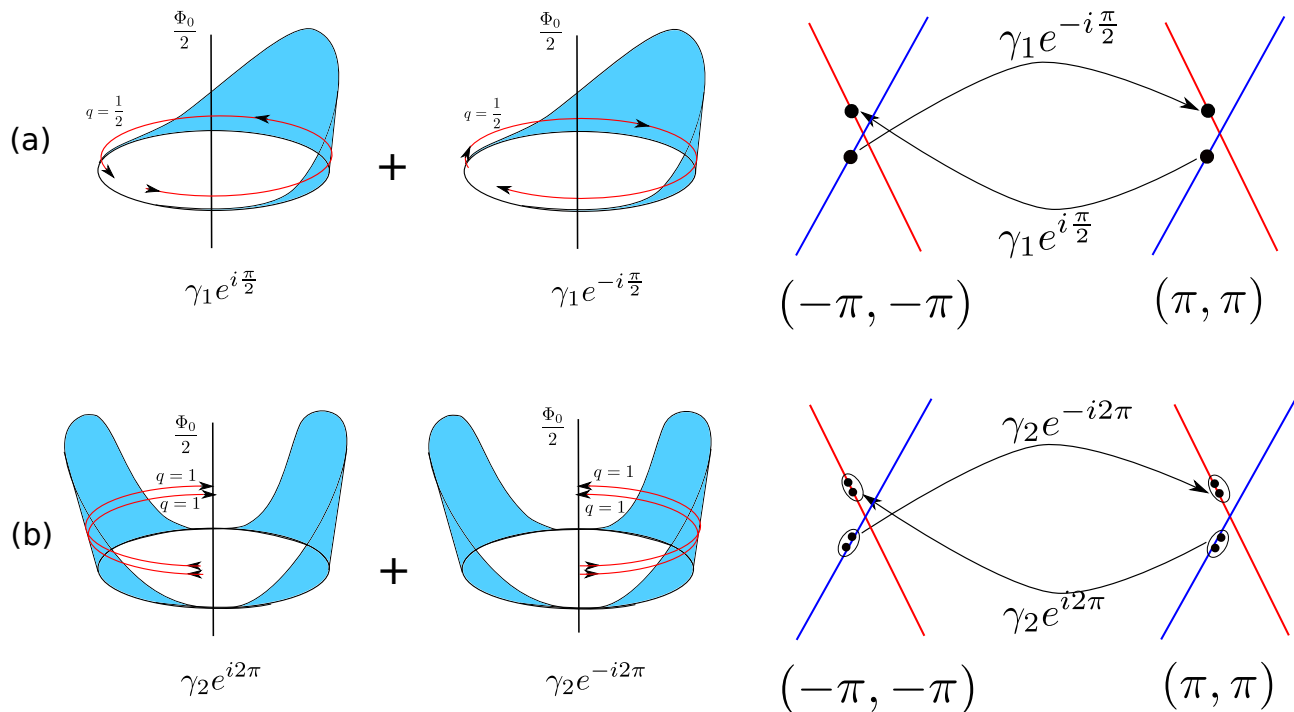 (a)
Φ₀/2
q = 1/2
γ₁e^{iπ/2}
+
Φ₀/2
q = 1/2
γ₁e^{-iπ/2}
γ₁e^{-iπ/2}
γ₁e^{iπ/2}
(−π, −π)
(π, π)
(b)
Φ₀/2
q = 1
q = 1
γ₂e^{i2π}
+
Φ₀/2
q = 1
q = 1
γ₂e^{-i2π}
γ₂e^{-i2π}
γ₂e^{i2π}
(−π, −π)
(π, π)